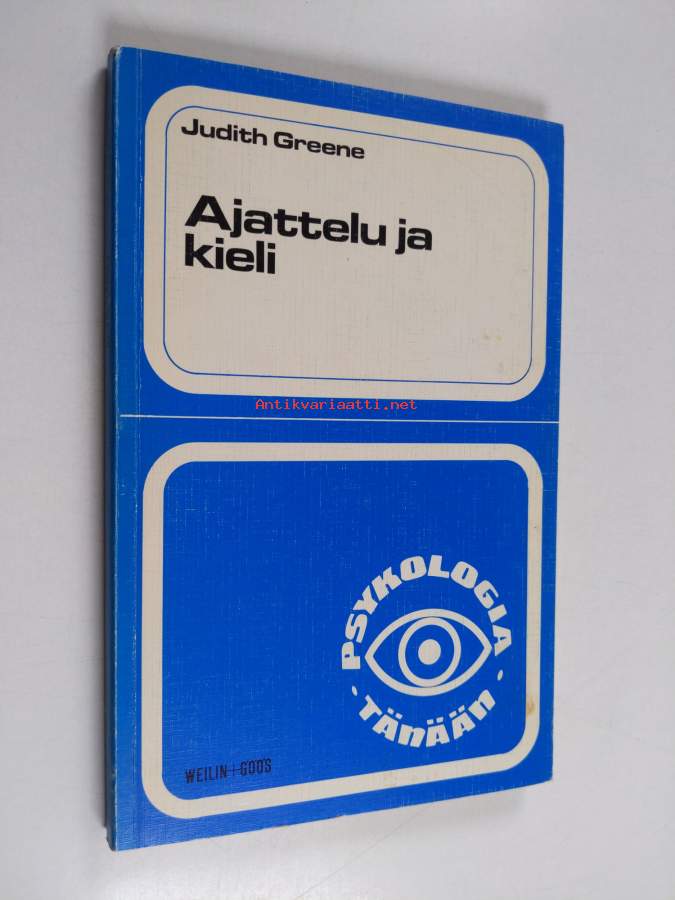 Judith Greene
Ajattelu ja
kieli
Antikvariaatti.net
PSYKOLOGIA
· TÄNÄÄN ·
WEILIN+GÖÖS